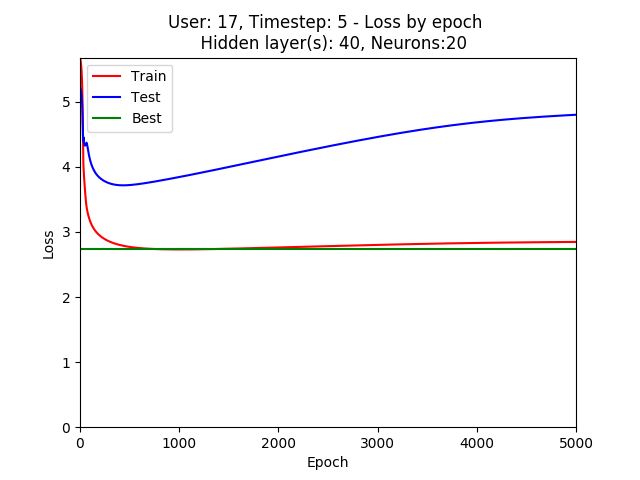 User: 17, Timestep: 5 - Loss by epoch
Hidden layer(s): 40, Neurons:20
Train
Test
Best
5
4
3
2
1
0
Loss
0 1000 2000 3000 4000 5000
Epoch